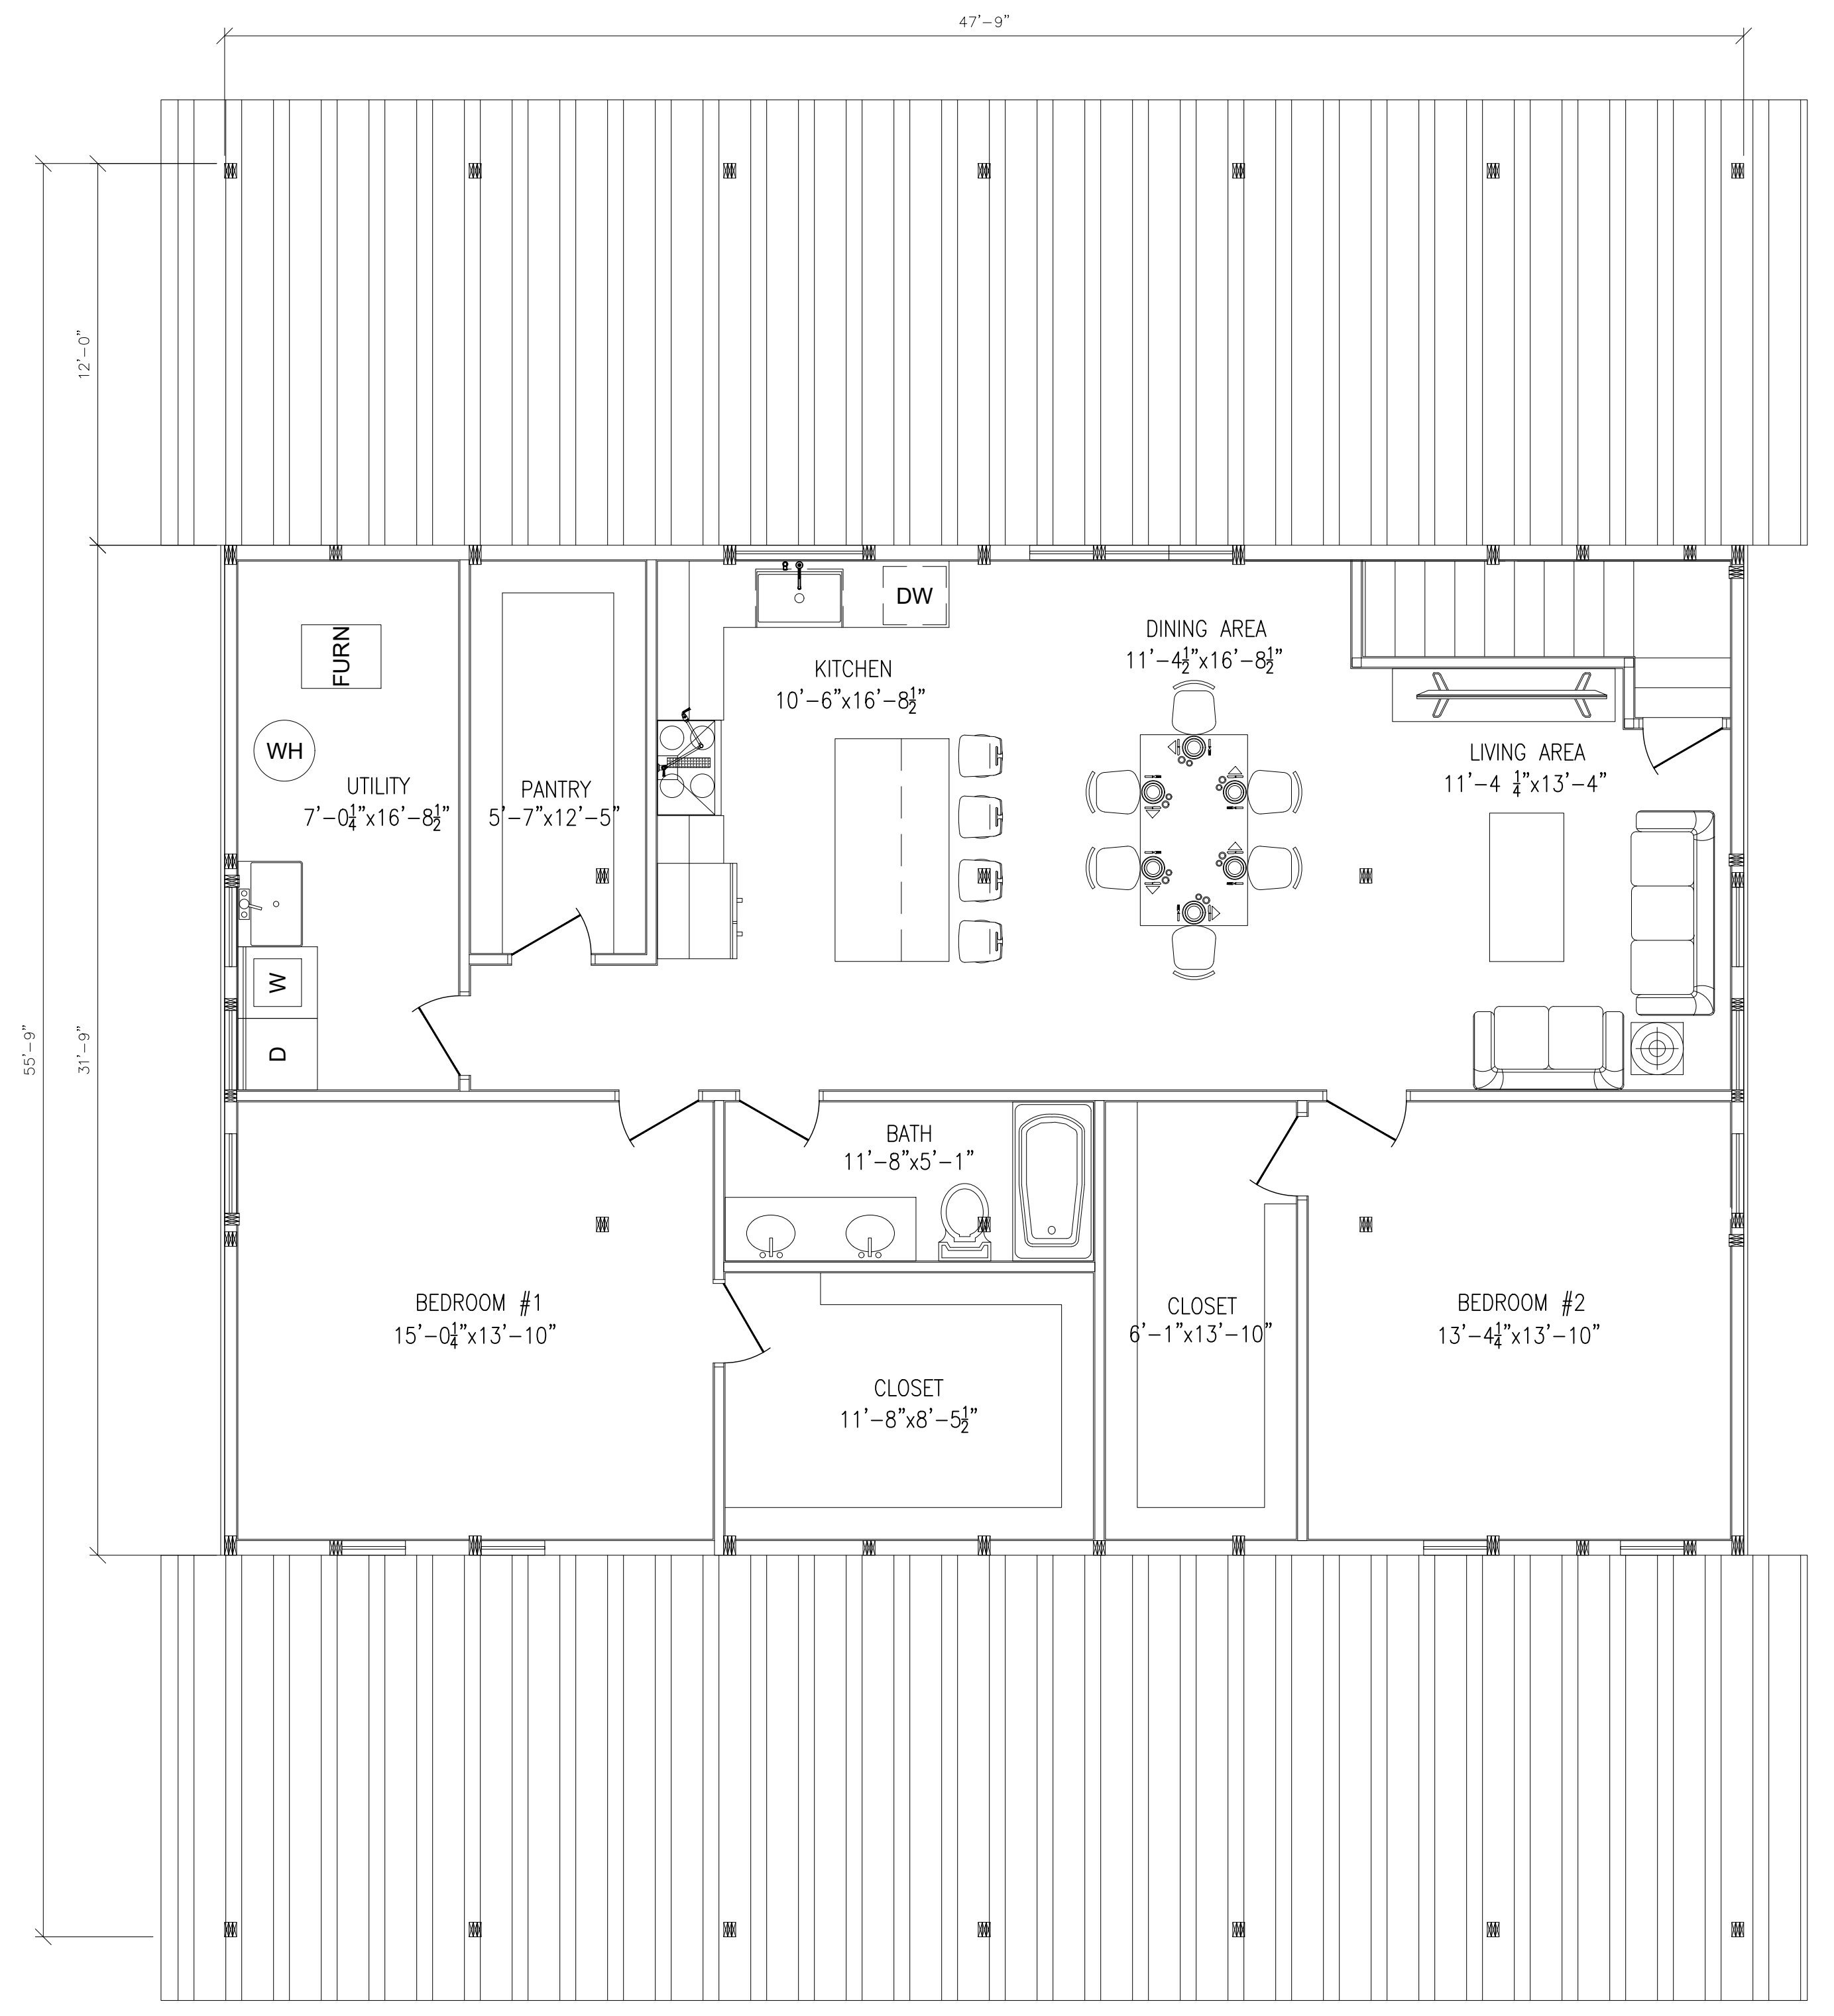 47'-9"
12'-0"
55'-9"
31'-9"
FURN
DW
DINING AREA
11'-4½"x16'-8½"
KITCHEN
10'-6"x16'-8½"
WH
LIVING AREA
11'-4 ¼"x13'-4"
UTILITY
7'-0¼"x16'-8½"
PANTRY
5'-7"x12'-5"
W
D
BATH
11'-8"x5'-1"
BEDROOM #1
15'-0¼"x13'-10"
CLOSET
6'-1"x13'-10"
BEDROOM #2
13'-4¼"x13'-10"
CLOSET
11'-8"x8'-5½"